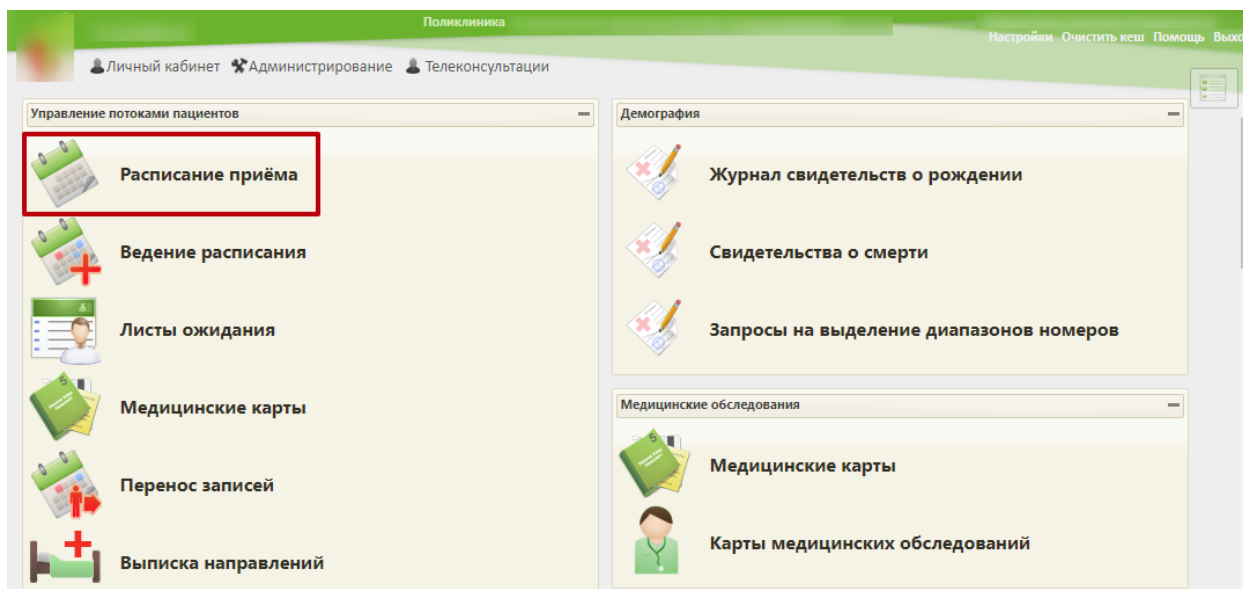 Поликлиника
Настройки Очистить кеш Помощь
Личный кабинет Администрирование Телеконсультации
Управление потоками пациентов
Расписание приёма
Ведение расписания
Листы ожидания
Медицинские карты
Перенос записей
Выписка направлений
Демография
Журнал свидетельств о рождении
Свидетельства о смерти
Запросы на выделение диапазонов номеров
Медицинские обследования
Медицинские карты
Карты медицинских обследований